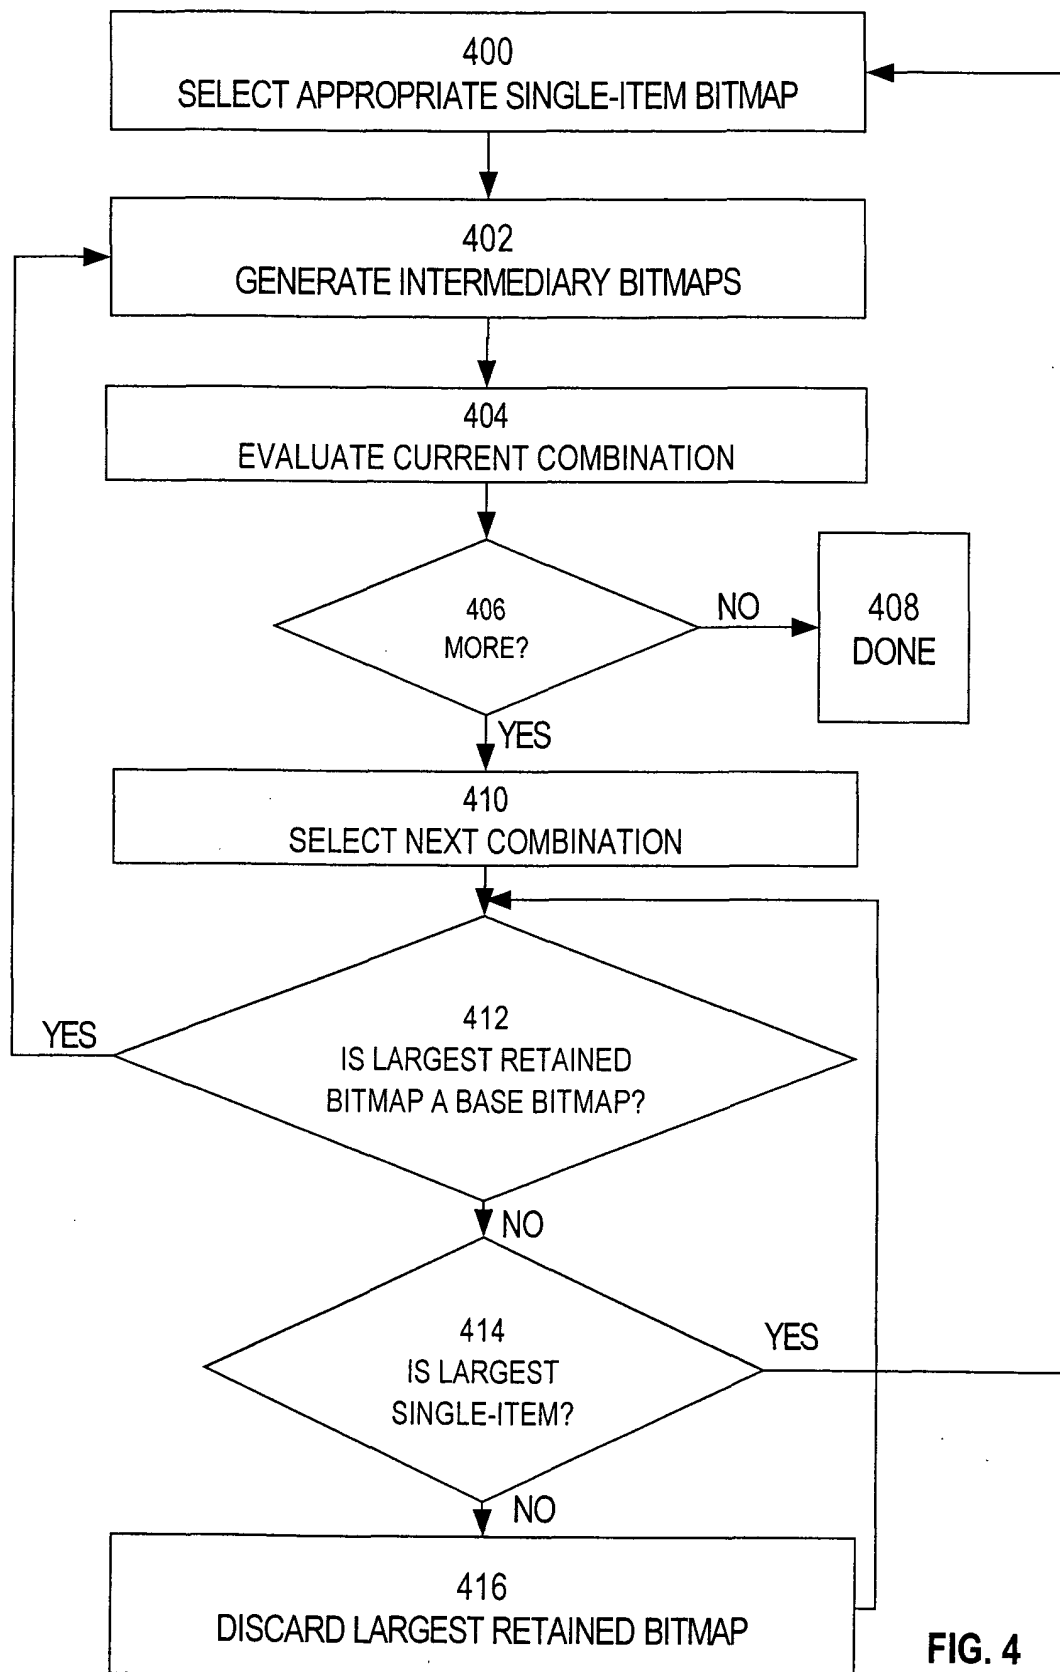 400
SELECT APPROPRIATE SINGLE-ITEM BITMAP
402
GENERATE INTERMEDIARY BITMAPS
404
EVALUATE CURRENT COMBINATION
406
MORE?
NO
408
DONE
YES
410
SELECT NEXT COMBINATION
YES
412
IS LARGEST RETAINED
BITMAP A BASE BITMAP?
NO
414
IS LARGEST
SINGLE-ITEM?
YES
NO
416
DISCARD LARGEST RETAINED BITMAP
FIG. 4